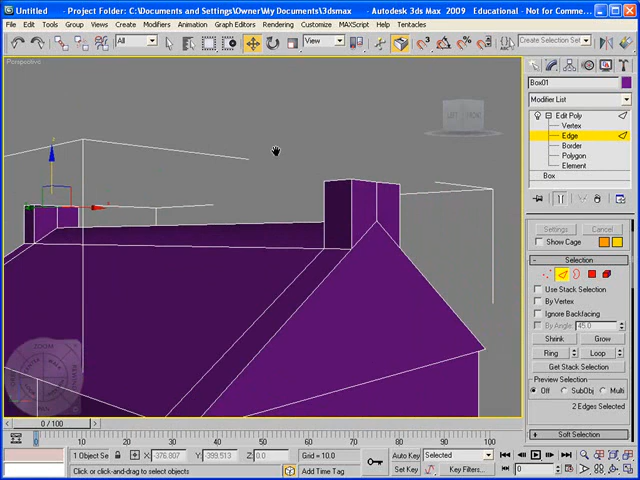 Untitled - Project Folder: C:\Documents and Settings\Owner\My Documents\3dsmax - Autodesk 3ds Max 2009 Educational - Not for Comme...
File Edit Tools Group Views Create Modifiers Animation Graph Editors Rendering Customize MAXScript Help Tentacles
All View Create Selection Set
Perspective
Box01
Modifier List
Edit Poly
Vertex
Edge
Border
Polygon
Element
Box
Settings Cancel
Show Cage
Selection
Use Stack Selection
By Vertex
Ignore Backfacing
By Angle: 45.0
Shrink Grow
Ring Loop
Get Stack Selection
Preview Selection
Off SubObj Multi
2 Edges Selected
Soft Selection
0 / 100
0 10 20 30 40 50 60 70 80 90 100
1 Object Se X: -376.807 Y: -399.513 Z: 0.0 Grid = 10.0 Auto Key Selected
Click or click-and-drag to select objects Add Time Tag Set Key Key Filters... 0